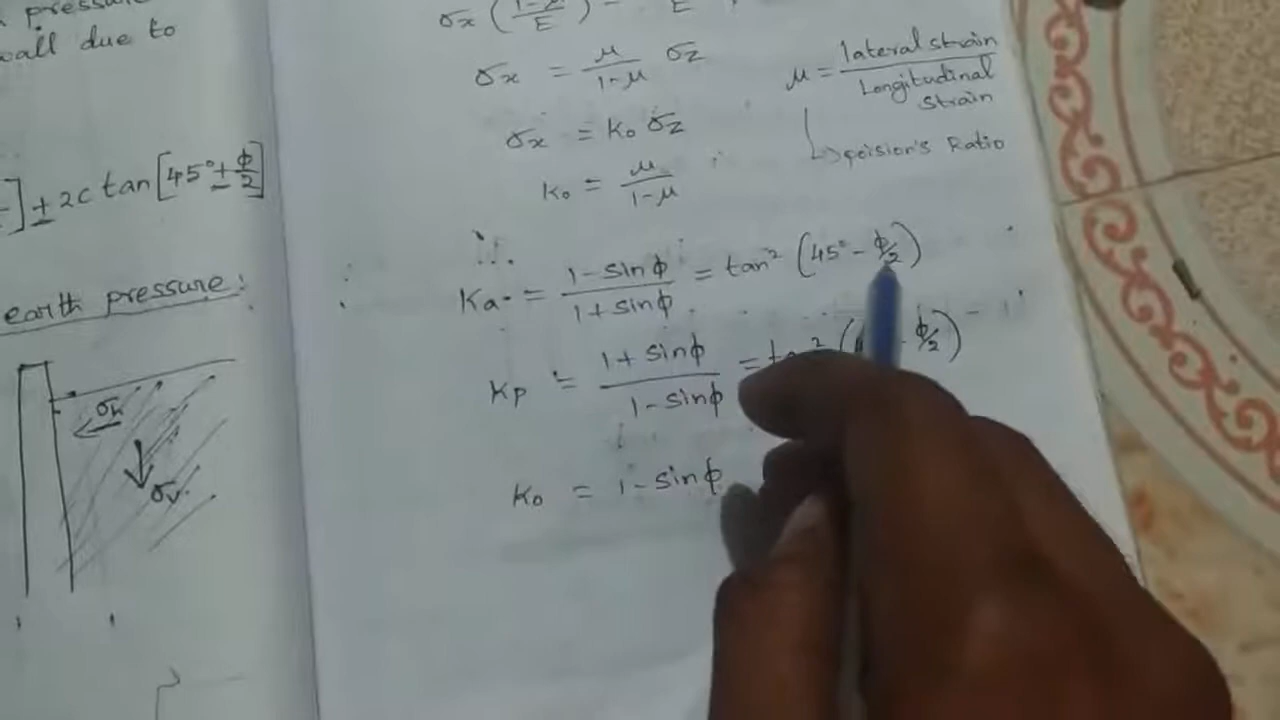 pressure
wall due to
] + 2c tan [45° + φ/2]
earth pressure:
σh
σv
σx (1-μ/E) = E
σx = μ/1-μ σz
σx = K₀ σz
K₀ = μ/1-μ
μ = lateral strain/Longitudinal strain
↳ poision's Ratio
∴ Ka = 1 - sinφ/1 + sinφ = tan² (45° - φ/2)
Kp = 1 + sinφ/1 - sinφ = tan² ( φ/2)
K₀ = 1 - sinφ